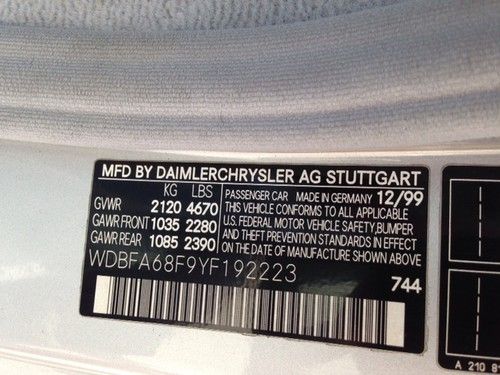 MFD BY DAIMLERCHRYSLER AG STUTTGART
KG LBS
GVWR 2120 4670
GAWR FRONT 1035 2280
GAWR REAR 1085 2390
PASSENGER CAR MADE IN GERMANY 12/99
THIS VEHICLE CONFORMS TO ALL APPLICABLE
U.S. FEDERAL MOTOR VEHICLE SAFETY, BUMPER
AND THEFT PREVENTION STANDARDS IN EFFECT
ON THE DATE OF MANUFACTURE SHOWN ABOVE
WDBFA68F9YF192223
744
A 210 8